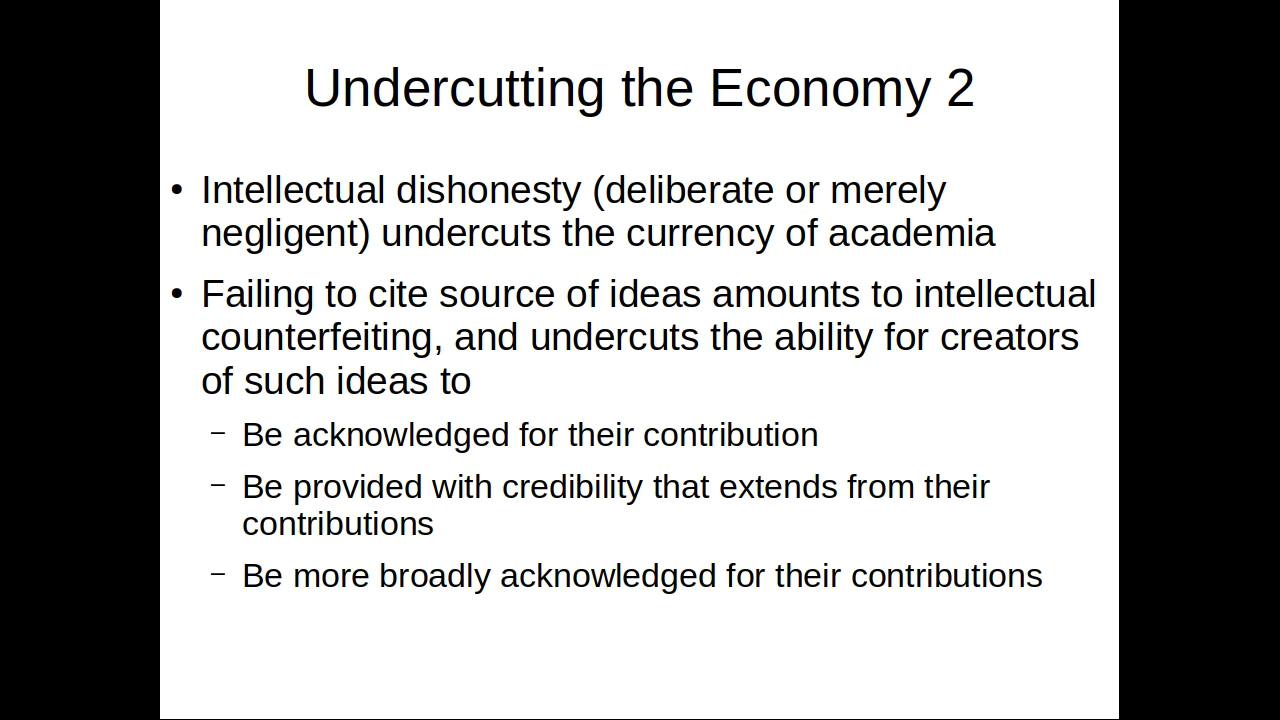 Undercutting the Economy 2
• Intellectual dishonesty (deliberate or merely
negligent) undercuts the currency of academia
• Failing to cite source of ideas amounts to intellectual
counterfeiting, and undercuts the ability for creators
of such ideas to
– Be acknowledged for their contribution
– Be provided with credibility that extends from their
contributions
– Be more broadly acknowledged for their contributions